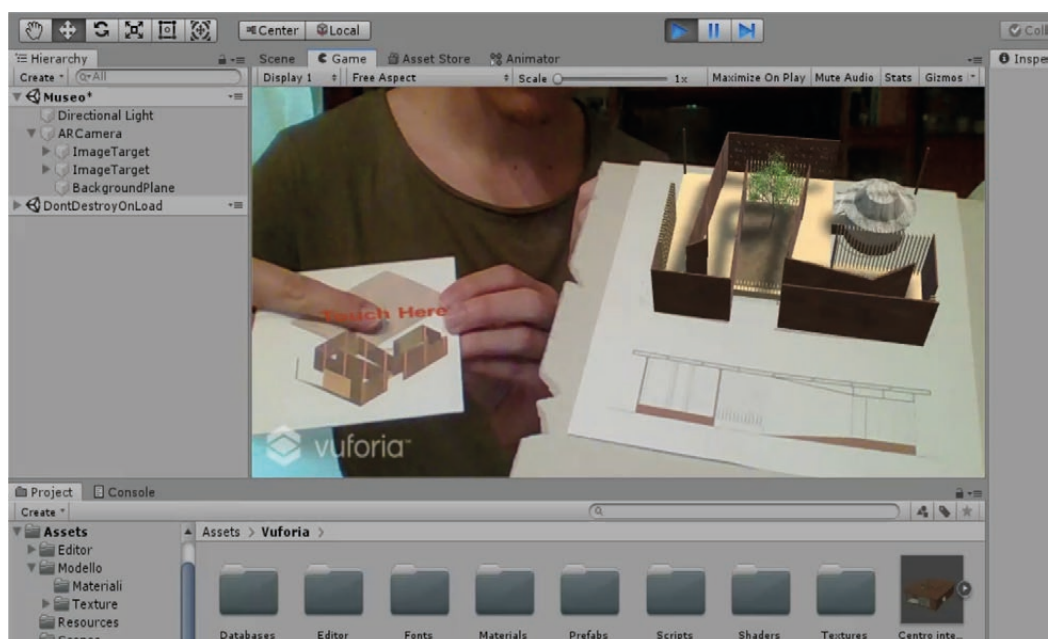 Center Local Coll
Hierarchy Scene Game Asset Store Animator Inspe
Create All Display 1 Free Aspect Scale 1x Maximize On Play Mute Audio Stats Gizmos
Museo*
Directional Light
ARCamera
ImageTarget
ImageTarget
BackgroundPlane
DontDestroyOnLoad
Touch Here
vuforia
Project Console
Create
Assets
Editor
Modello
Materiali
Texture
Resources
Assets > Vuforia >
Databases Editor Fonts Materials Prefabs Scripts Shaders Textures Centro inte...